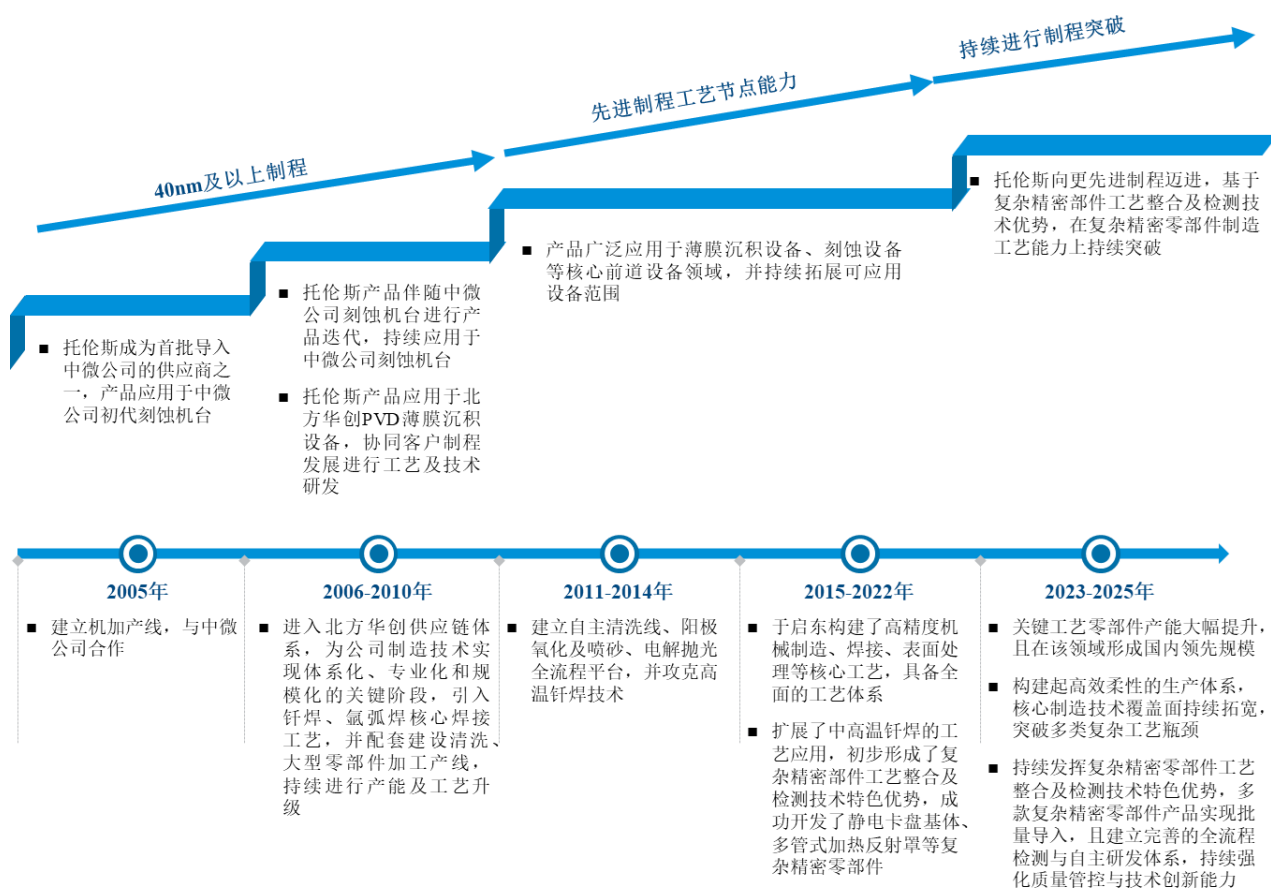 持续进行制程突破
先进制程工艺节点能力
40nm及以上制程
■ 托伦斯成为首批导入
中微公司的供应商之
一，产品应用于中微
公司初代刻蚀机台
■ 托伦斯产品伴随中微
公司刻蚀机台进行产
品迭代，持续应用于
中微公司刻蚀机台
■ 托伦斯产品应用于北
方华创PVD薄膜沉积
设备，协同客户制程
发展进行工艺及技术
研发
■ 产品广泛应用于薄膜沉积设备、刻蚀设备
等核心前道设备领域，并持续拓展可应用
设备范围
■ 托伦斯向更先进制程迈进，基于
复杂精密部件工艺整合及检测技
术优势，在复杂精密零部件制造
工艺能力上持续突破
2005年
■ 建立机加产线，与中微
公司合作
2006-2010年
■ 进入北方华创供应链体
系，为公司制造技术实
现体系化、专业化和规
模化的关键阶段，引入
钎焊、氩弧焊核心焊接
工艺，并配套建设清洗、
大型零部件加工产线，
持续进行产能及工艺升
级
2011-2014年
■ 建立自主清洗线、阳极
氧化及喷砂、电解抛光
全流程平台，并攻克高
温钎焊技术
2015-2022年
■ 于启东构建了高精度机
械制造、焊接、表面处
理等核心工艺，具备全
面的工艺体系
■ 扩展了中高温钎焊的工
艺应用，初步形成了复
杂精密部件工艺整合及
检测技术特色优势，成
功开发了静电卡盘基体、
多管式加热反射罩等复
杂精密零部件
2023-2025年
■ 关键工艺零部件产能大幅提升，
且在该领域形成国内领先规模
■ 构建起高效柔性的生产体系，
核心制造技术覆盖面持续拓宽，
突破多类复杂工艺瓶颈
■ 持续发挥复杂精密零部件工艺
整合及检测技术特色优势，多
款复杂精密零部件产品实现批
量导入，且建立完善的全流程
检测与自主研发体系，持续强
化质量管控与技术创新能力